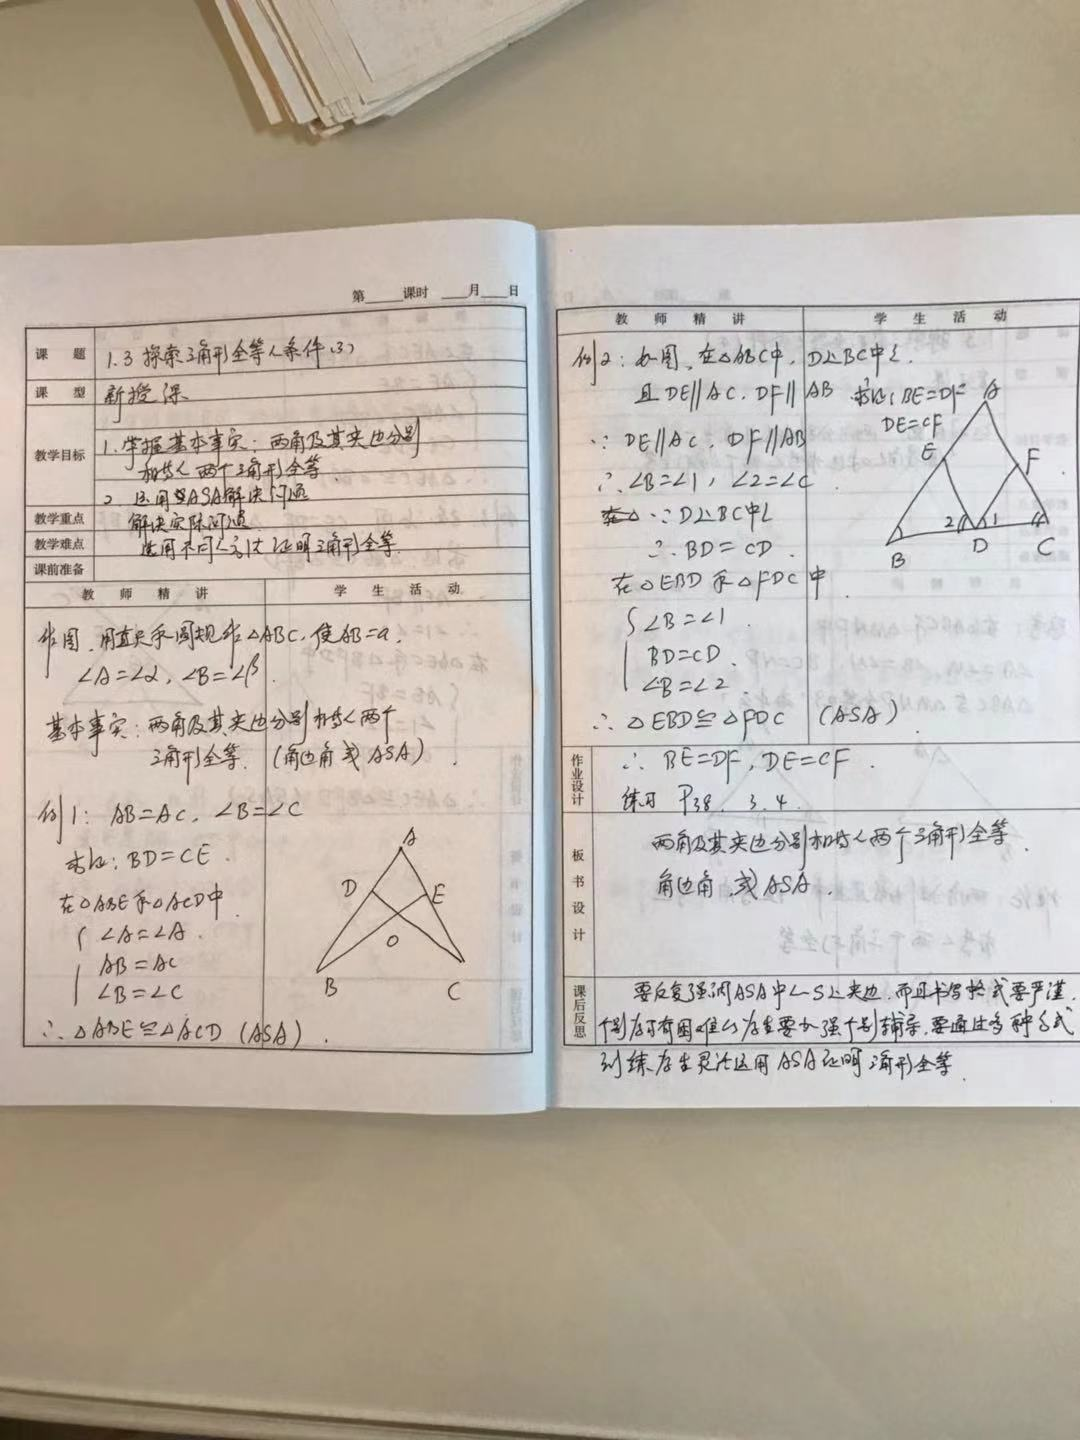 第____课时 ____月____日
课 题 1.3 探索三角形全等的条件(3)
课 型 新授课
教学目标 1.掌握基本事实:两角及其夹边分别
相等的两个三角形全等.
2 运用ASA解决问题
教学重点 解决实际问题
教学难点 选用不同的方法证明三角形全等.
课前准备
教 师 精 讲 学 生 活 动
作图.用直尺和圆规作△ABC,使AB=a.
∠A=∠α,∠B=∠β.
基本事实:两角及其夹边分别相等的两个
三角形全等.(角边角或ASA).
例1: AB=AC,∠B=∠C
求证:BD=CE.
在△ABE和△ACD中
∠A=∠A.
AB=AC
∠B=∠C
∴△ABE≌△ACD(ASA).
A
D E
O
B C
教 师 精 讲 学 生 活 动
例2:如图,在△ABC中,D是BC中点.
且DE∥AC,DF∥AB 求证:BE=DF
DE=CF
∵DE∥AC,DF∥AB
∴∠B=∠1,∠2=∠C
∵D是BC中点
∴BD=CD.
在△EBD和△FDC中
∠B=∠1.
BD=CD.
∠B=∠2.
∴△EBD≌△FDC(ASA)
A
E F
2 1
B D C
作业设计 ∴BE=DF,DE=CF.
练习 P38. 3.4.
板书设计 两角及其夹边分别相等的两个三角形全等.
角边角,或ASA.
课后反思 要反复强调ASA中的S是夹边.而且书写格式要严谨.
个别学有困难的学生要加强个别辅导.要通过多种方式
训练学生灵活运用ASA证明三角形全等.